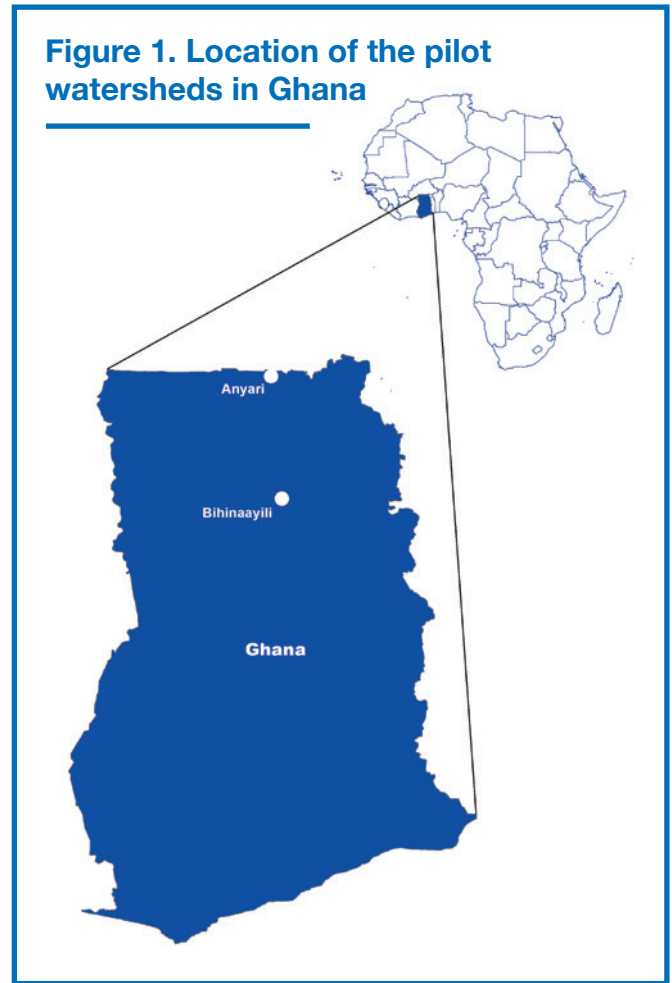 Figure 1. Location of the pilot
watersheds in Ghana
Anyari
Bihinaayili
Ghana